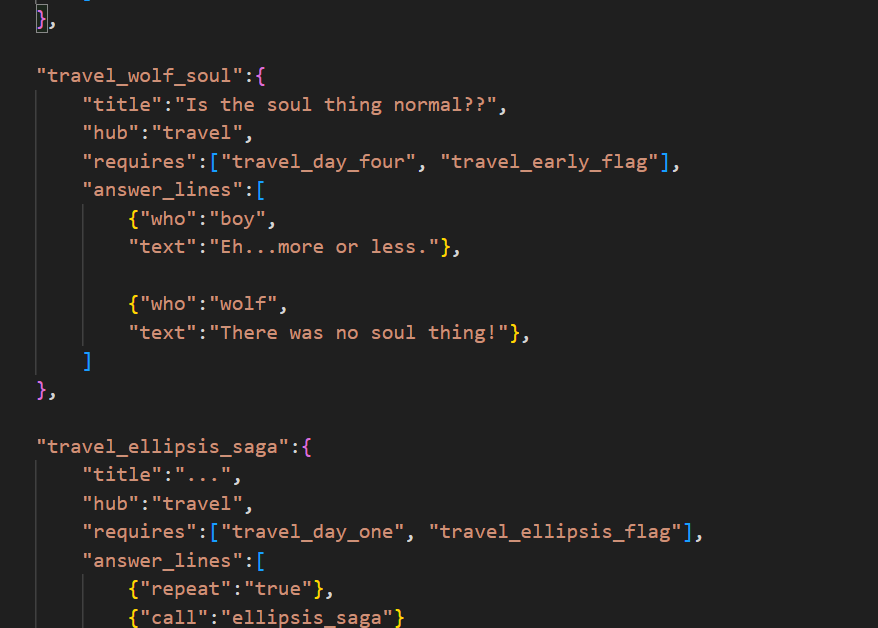 },
"travel_wolf_soul":{
"title":"Is the soul thing normal??",
"hub":"travel",
"requires":["travel_day_four", "travel_early_flag"],
"answer_lines":[
{"who":"boy",
"text":"Eh...more or less."},
{"who":"wolf",
"text":"There was no soul thing!"},
]
},
"travel_ellipsis_saga":{
"title":"...",
"hub":"travel",
"requires":["travel_day_one", "travel_ellipsis_flag"],
"answer_lines":[
{"repeat":"true"},
{"call":"ellipsis_saga"}